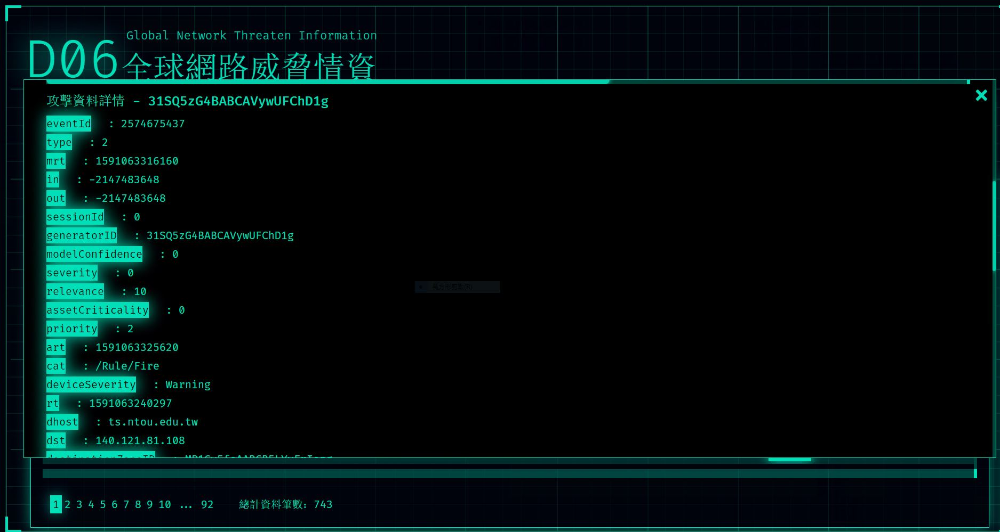 Global Network Threaten Information
D06 全球網路威脅情資
攻擊資料詳情 - 31SQ5zG4BABCAVywUFChD1g
eventId : 2574675437
type : 2
mrt : 1591063316160
in : -2147483648
out : -2147483648
sessionId : 0
generatorID : 31SQ5zG4BABCAVywUFChD1g
modelConfidence : 0
severity : 0
relevance : 10
長方形剪取(R)
assetCriticality : 0
priority : 2
art : 1591063325620
cat : /Rule/Fire
deviceSeverity : Warning
rt : 1591063240297
dhost : ts.ntou.edu.tw
dst : 140.121.81.108
destinationZoneID :
1 2 3 4 5 6 7 8 9 10 ... 92 總計資料筆數: 743